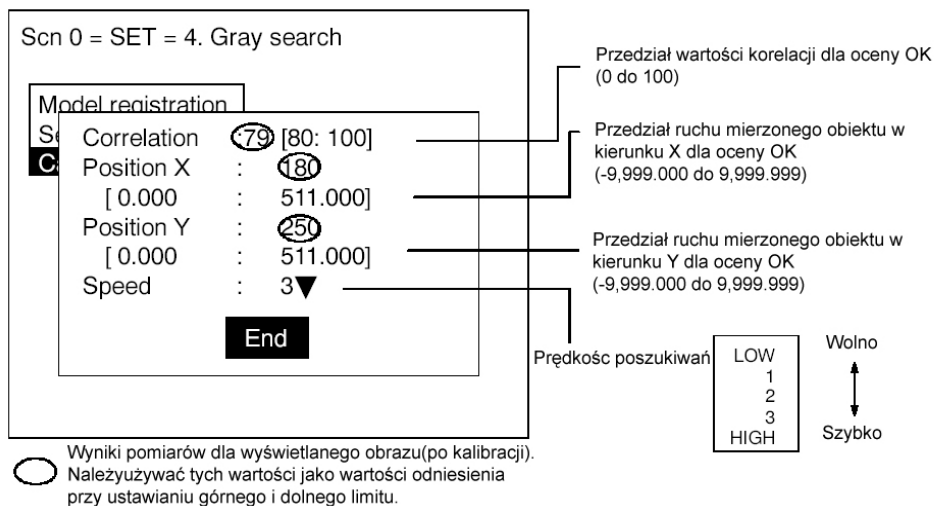 Scn 0 = SET = 4. Gray search
Model registration
Se
Ca
Correlation :79 [80: 100]
Position X : 180
[ 0.000 : 511.000]
Position Y : 250
[ 0.000 : 511.000]
Speed : 3▼
End
Przedział wartości korelacji dla oceny OK
(0 do 100)
Przedział ruchu mierzonego obiektu w
kierunku X dla oceny OK
(-9,999.000 do 9,999.999)
Przedział ruchu mierzonego obiektu w
kierunku Y dla oceny OK
(-9,999.000 do 9,999.999)
Prędkośc poszukiwań
LOW
1
2
3
HIGH
Wolno
Szybko
Wyniki pomiarów dla wyświetlanego obrazu(po kalibracji).
Należyużywać tych wartości jako wartości odniesienia
przy ustawianiu górnego i dolnego limitu.